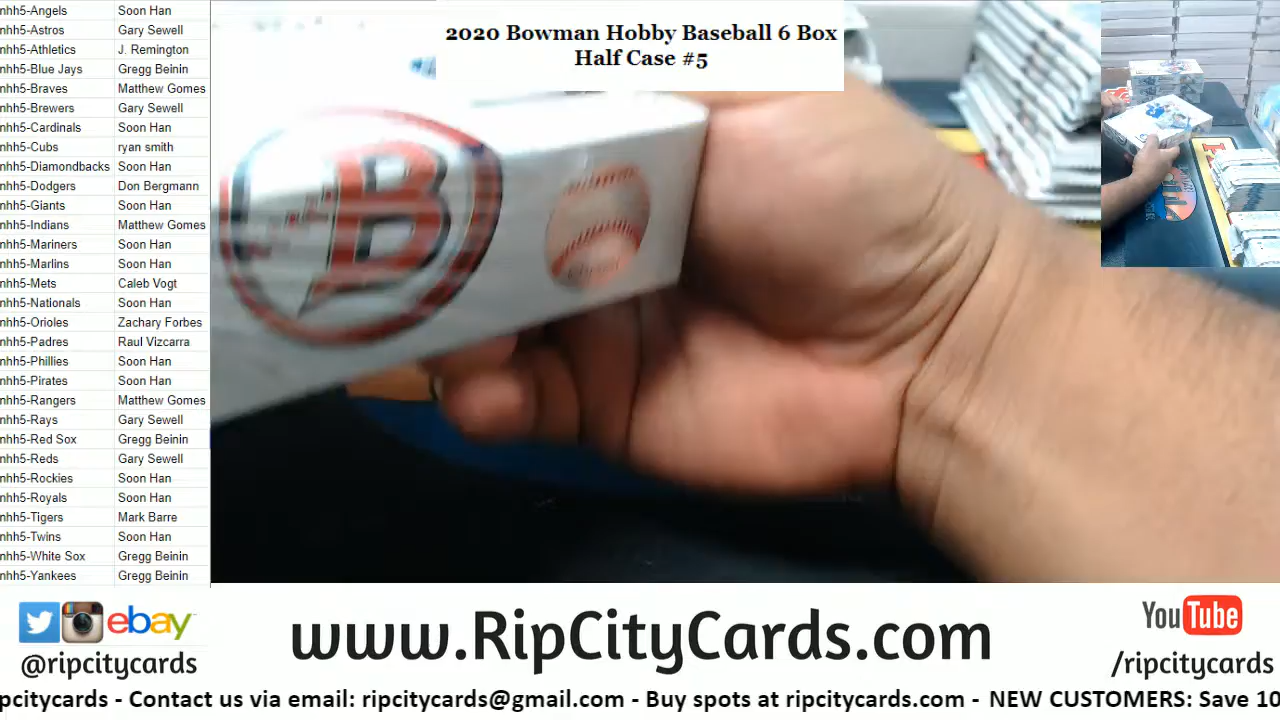 2020 Bowman Hobby Baseball 6 Box
Half Case #5
nhh5-Angels Soon Han
nhh5-Astros Gary Sewell
nhh5-Athletics J. Remington
nhh5-Blue Jays Gregg Beinin
nhh5-Braves Matthew Gomes
nhh5-Brewers Gary Sewell
nhh5-Cardinals Soon Han
nhh5-Cubs ryan smith
nhh5-Diamondbacks Soon Han
nhh5-Dodgers Don Bergmann
nhh5-Giants Soon Han
nhh5-Indians Matthew Gomes
nhh5-Mariners Soon Han
nhh5-Marlins Soon Han
nhh5-Mets Caleb Vogt
nhh5-Nationals Soon Han
nhh5-Orioles Zachary Forbes
nhh5-Padres Raul Vizcarra
nhh5-Phillies Soon Han
nhh5-Pirates Soon Han
nhh5-Rangers Matthew Gomes
nhh5-Rays Gary Sewell
nhh5-Red Sox Gregg Beinin
nhh5-Reds Gary Sewell
nhh5-Rockies Soon Han
nhh5-Royals Soon Han
nhh5-Tigers Mark Barre
nhh5-Twins Soon Han
nhh5-White Sox Gregg Beinin
nhh5-Yankees Gregg Beinin
B
ebay
@ripcitycards
www.RipCityCards.com
YouTube
/ripcitycards
pcitycards - Contact us via email: ripcitycards@gmail.com - Buy spots at ripcitycards.com - NEW CUSTOMERS: Save 10